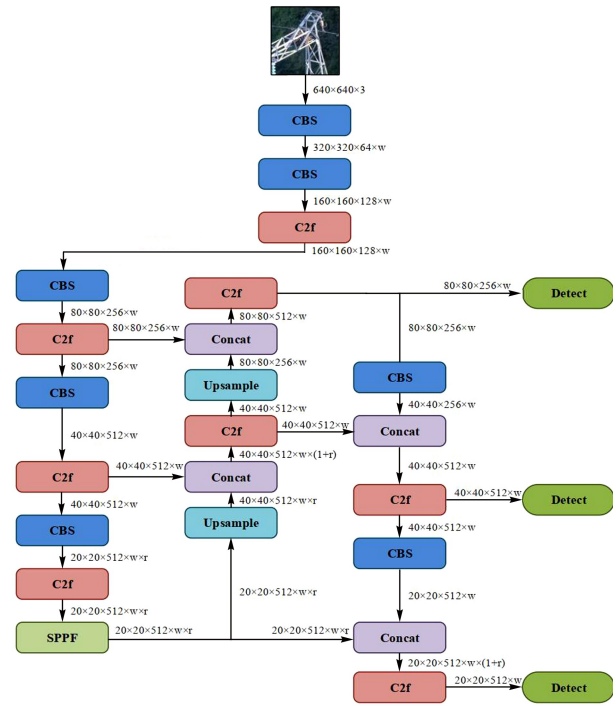 640×640×3
CBS
320×320×64×w
CBS
160×160×128×w
C2f
160×160×128×w
CBS
80×80×256×w
C2f
80×80×256×w
80×80×256×w
CBS
40×40×512×w
C2f
40×40×512×w
40×40×512×w
CBS
20×20×512×w×r
C2f
20×20×512×w×r
SPPF
20×20×512×w×r
C2f
80×80×512×w
Concat
80×80×256×w
Upsample
40×40×512×w
C2f
40×40×512×w
40×40×512×w×(1+r)
Concat
40×40×512×w×r
Upsample
20×20×512×w×r
20×20×512×w×r
80×80×256×w
Detect
80×80×256×w
CBS
40×40×256×w
Concat
40×40×512×w
C2f
40×40×512×w
Detect
40×40×512×w
CBS
20×20×512×w
Concat
20×20×512×w×(1+r)
C2f
20×20×512×w
Detect